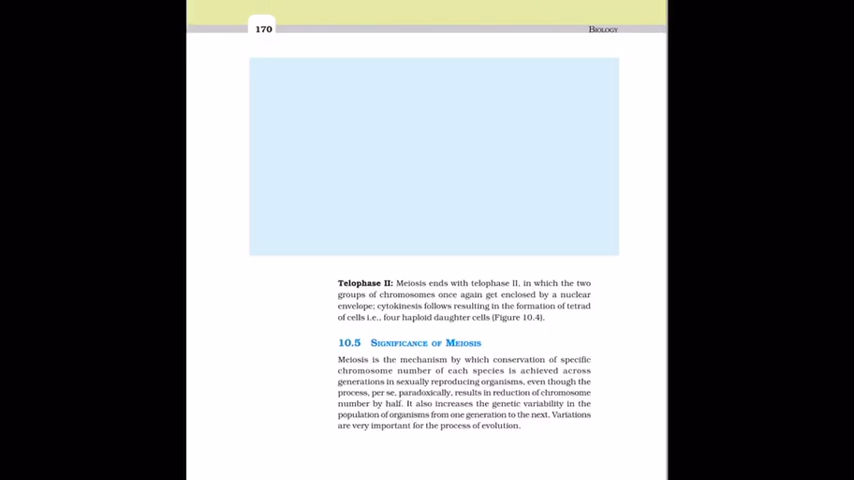 170
BIOLOGY
Telophase II: Meiosis ends with telophase II, in which the two
groups of chromosomes once again get enclosed by a nuclear
envelope; cytokinesis follows resulting in the formation of tetrad
of cells i.e., four haploid daughter cells (Figure 10.4).
10.5 SIGNIFICANCE OF MEIOSIS
Meiosis is the mechanism by which conservation of specific
chromosome number of each species is achieved across
generations in sexually reproducing organisms, even though the
process, per se, paradoxically, results in reduction of chromosome
number by half. It also increases the genetic variability in the
population of organisms from one generation to the next. Variations
are very important for the process of evolution.